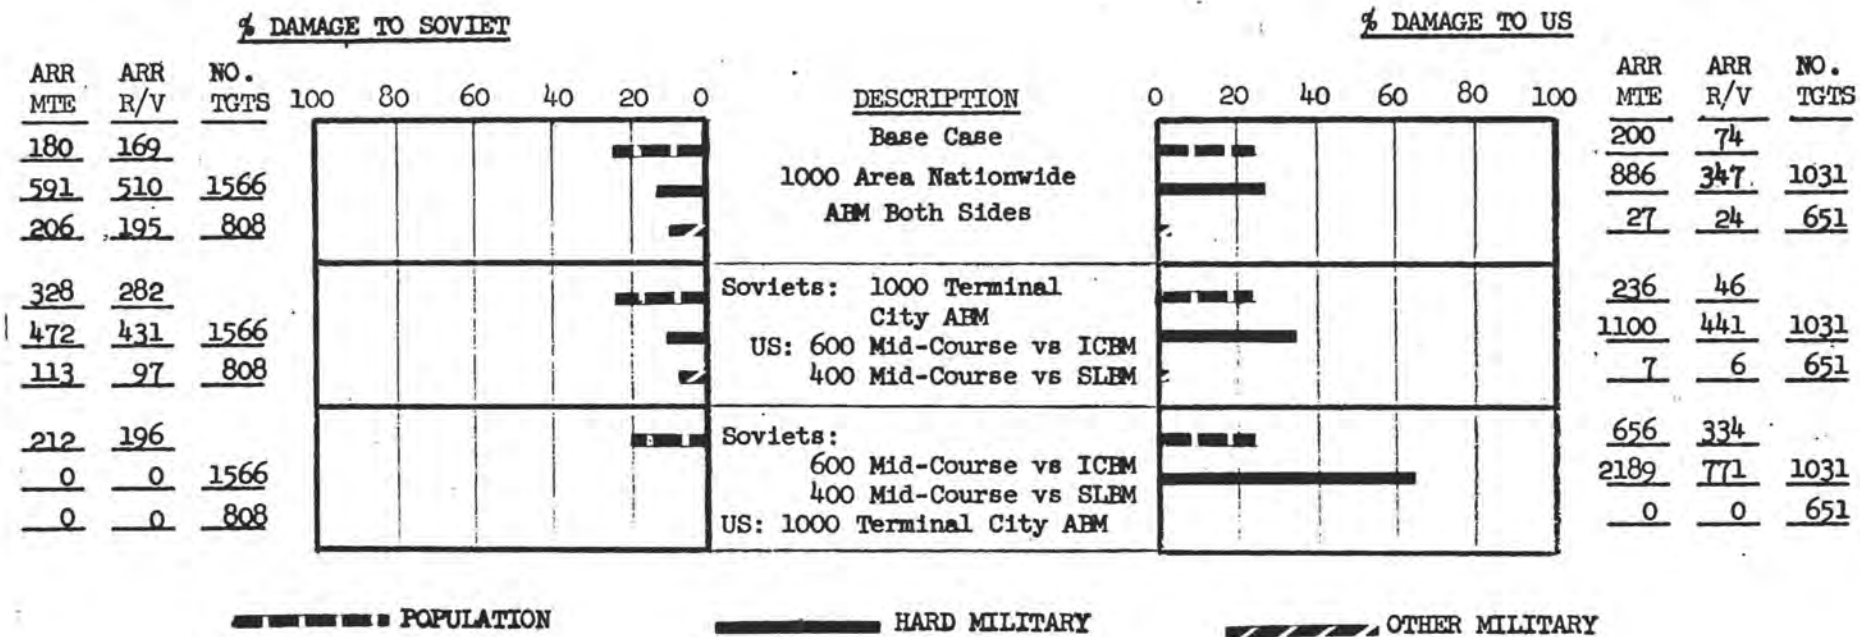 % DAMAGE TO SOVIET % DAMAGE TO US
ARR ARR NO. ARR ARR NO.
MTE R/V TGTS 100 80 60 40 20 0 DESCRIPTION 0 20 40 60 80 100 MTE R/V TGTS
180 169 Base Case 200 74
591 510 1566 1000 Area Nationwide 886 347 1031
206 195 808 ABM Both Sides 27 24 651
328 282 Soviets: 1000 Terminal 236 46
City ABM
472 431 1566 US: 600 Mid-Course vs ICBM 1100 441 1031
113 97 808 400 Mid-Course vs SLBM 7 6 651
212 196 Soviets: 656 334
0 0 1566 600 Mid-Course vs ICBM 2189 771 1031
400 Mid-Course vs SLBM
0 0 808 US: 1000 Terminal City ABM 0 0 651
POPULATION HARD MILITARY OTHER MILITARY